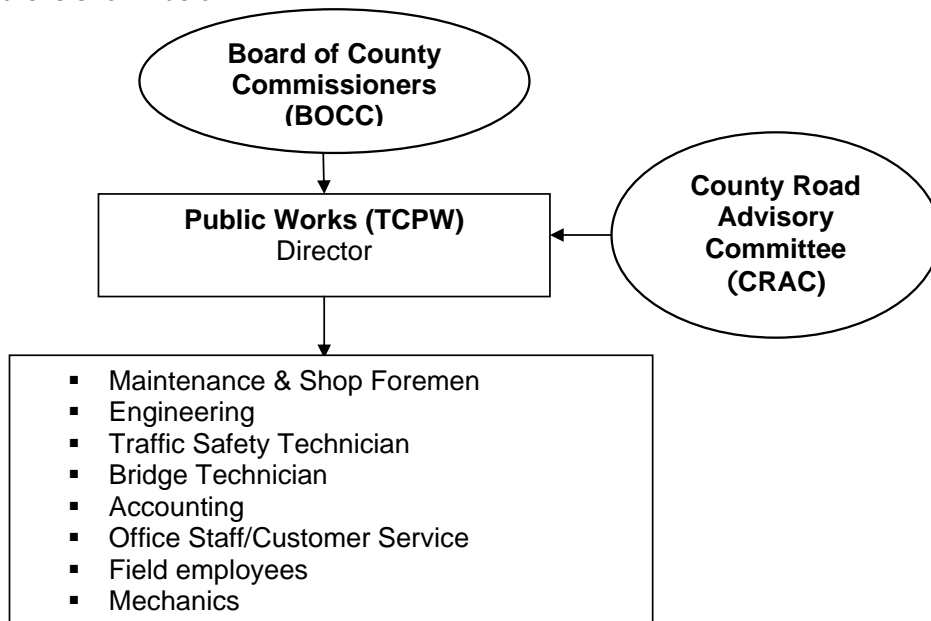 Board of County
Commissioners
(BOCC)
Public Works (TCPW)
Director
County Road
Advisory
Committee
(CRAC)
▪ Maintenance & Shop Foremen
▪ Engineering
▪ Traffic Safety Technician
▪ Bridge Technician
▪ Accounting
▪ Office Staff/Customer Service
▪ Field employees
▪ Mechanics